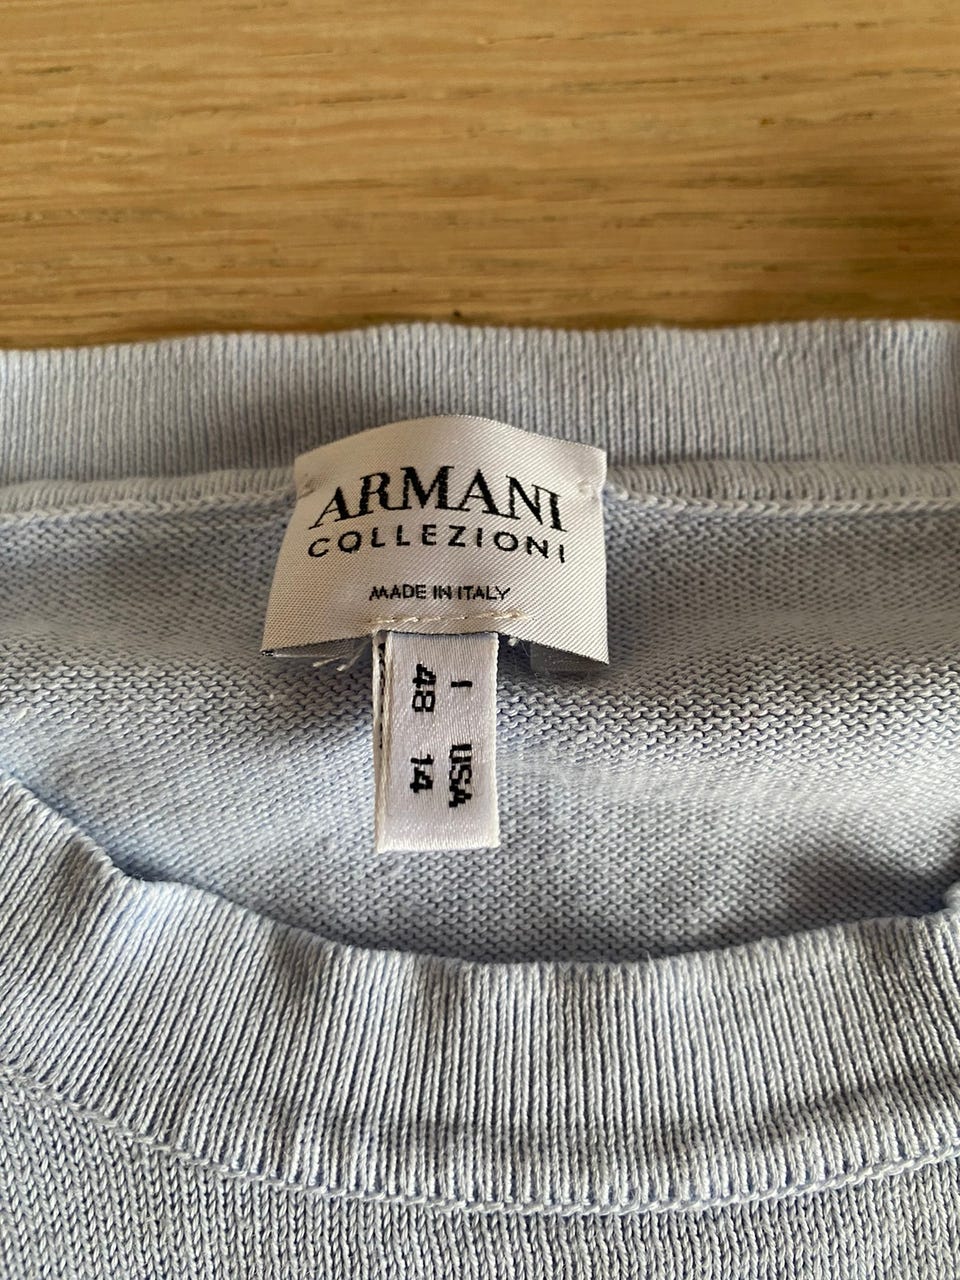 ARMANI
COLLEZIONI
MADE IN ITALY
I USA
48 14